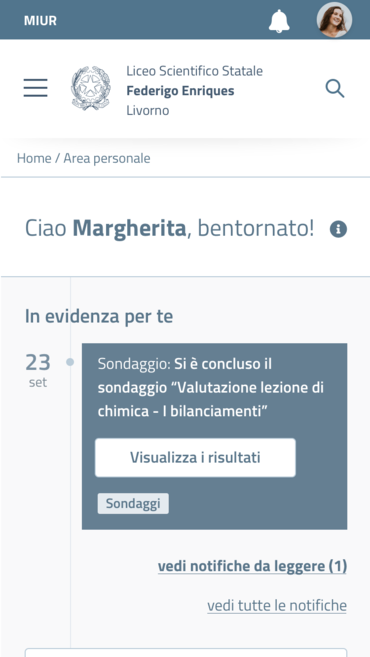 MIUR
Liceo Scientifico Statale
Federigo Enriques
Livorno
Home / Area personale
Ciao Margherita, bentornato!
In evidenza per te
23
set
Sondaggio: Si è concluso il
sondaggio “Valutazione lezione di
chimica - I bilanciamenti”
Visualizza i risultati
Sondaggi
vedi notifiche da leggere (1)
vedi tutte le notifiche